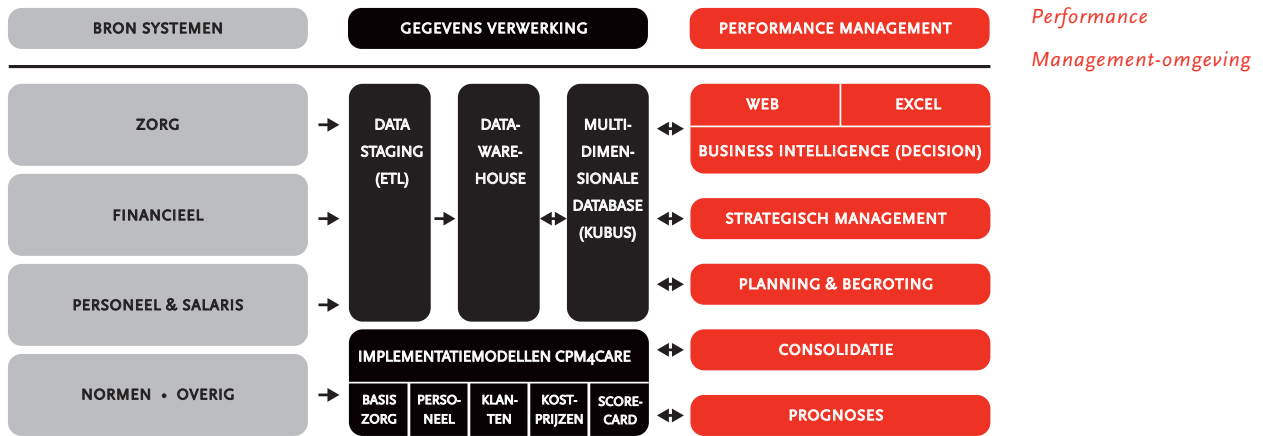 BRON SYSTEMEN
GEGEVENS VERWERKING
PERFORMANCE MANAGEMENT
Performance
Management-omgeving
ZORG
FINANCIEEL
PERSONEEL & SALARIS
NORMEN • OVERIG
DATA
STAGING
(ETL)
DATA-
WARE-
HOUSE
MULTI-
DIMEN-
SIONALE
DATABASE
(KUBUS)
IMPLEMENTATIEMODELLEN CPM4CARE
BASIS
ZORG
PERSO-
NEEL
KLAN-
TEN
KOST-
PRIJZEN
SCORE-
CARD
WEB
EXCEL
BUSINESS INTELLIGENCE (DECISION)
STRATEGISCH MANAGEMENT
PLANNING & BEGROTING
CONSOLIDATIE
PROGNOSES